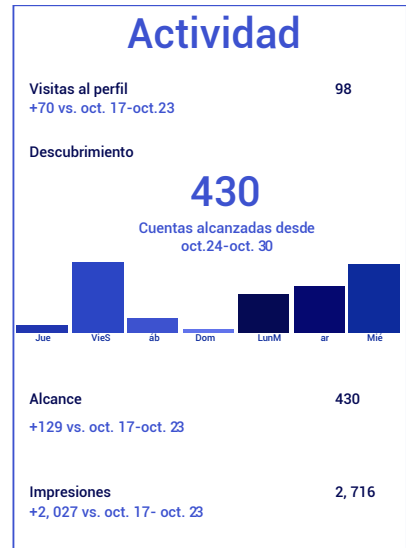 Actividad
Visitas al perfil 98
+70 vs. oct. 17-oct.23
Descubrimiento
430
Cuentas alcanzadas desde
oct.24-oct. 30
Jue VieS áb Dom LunM ar Mié
Alcance 430
+129 vs. oct. 17-oct. 23
Impresiones 2, 716
+2, 027 vs. oct. 17- oct. 23